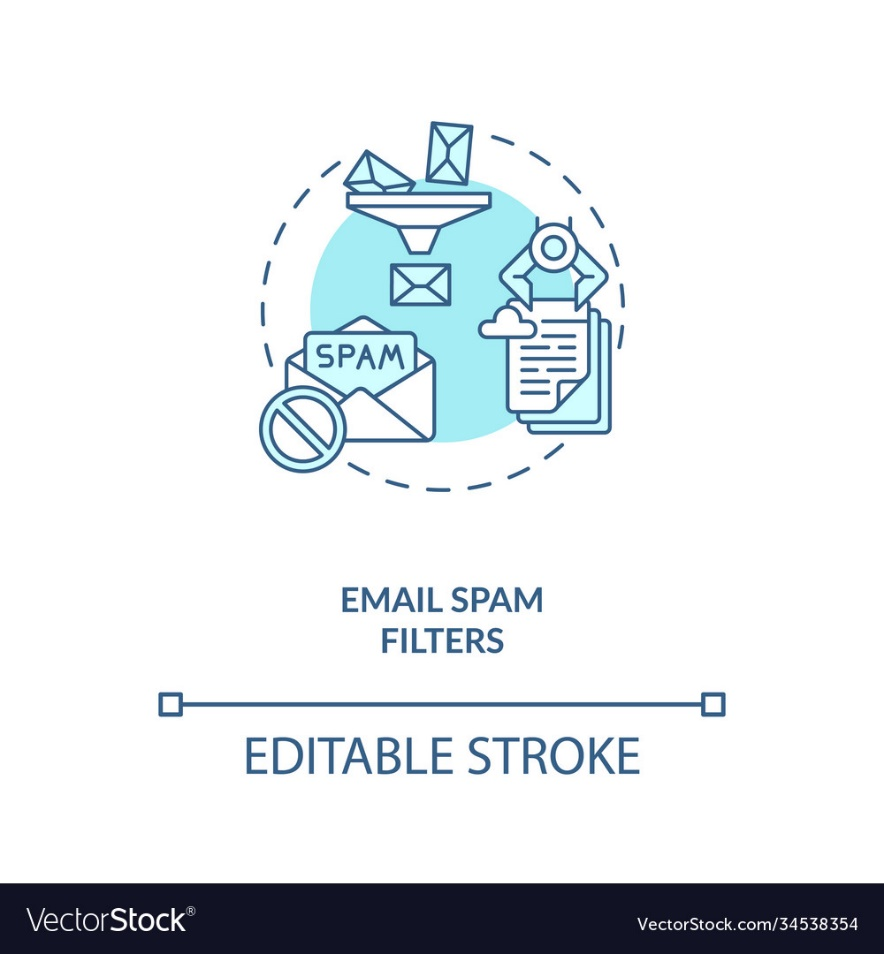 SPAM
EMAIL SPAM
FILTERS
EDITABLE STROKE
VectorStock®
VectorStock.com/34538354